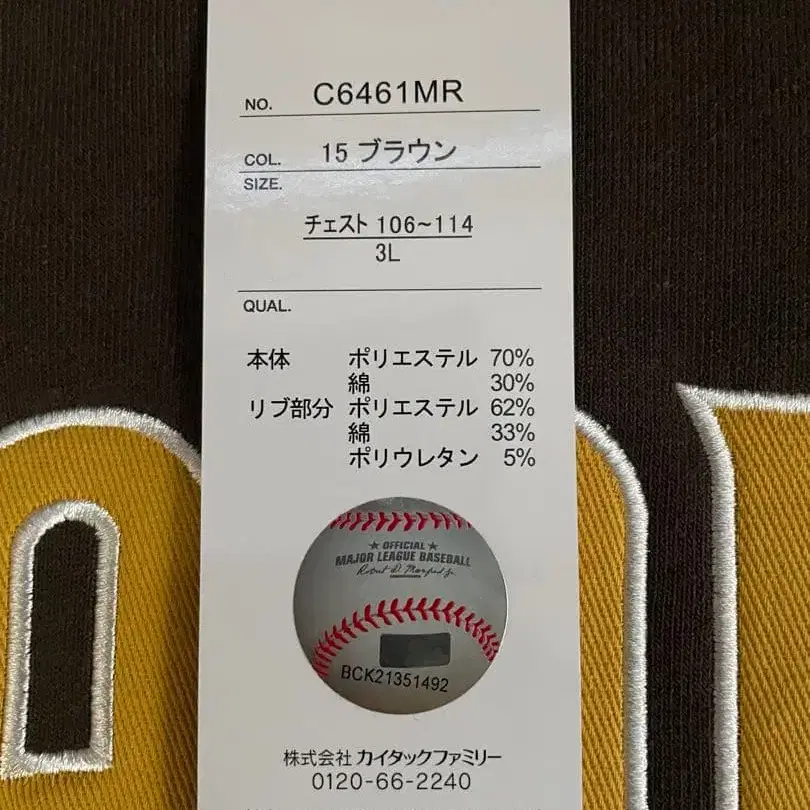 NO. C6461MR
COL. 15 ブラウン
SIZE.
チェスト 106~114
3L
QUAL.
本体 ポリエステル 70%
綿 30%
リブ部分 ポリエステル 62%
綿 33%
ポリウレタン 5%
★ OFFICIAL ★
MAJOR LEAGUE BASEBALL
Robert D. Manfred Jr.
BCK21351492
株式会社 カイタックファミリー
0120-66-2240